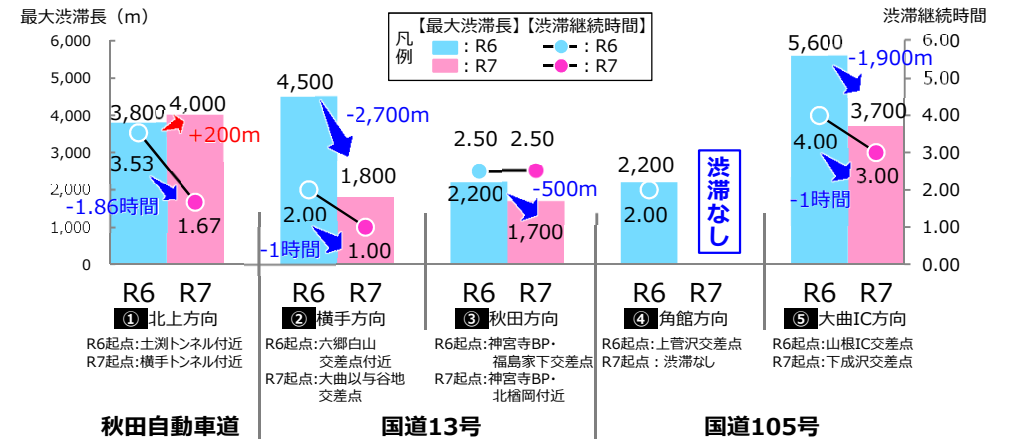 最大渋滞長（m）
渋滞継続時間
凡例
【最大渋滞長】【渋滞継続時間】
：R6 ：R6
：R7 ：R7
6,000
5,000
4,000
3,000
2,000
1,000
0
6.00
5.00
4.00
3.00
2.00
1.00
0.00
3,800
4,000
+200m
3.53
-1.86時間
1.67
4,500
-2,700m
1,800
2.00
-1時間
1.00
2.50
2.50
2,200
-500m
1,700
2,200
2.00
渋滞なし
5,600
-1,900m
3,700
4.00
-1時間
3.00
R6 R7
① 北上方向
R6起点:土渕トンネル付近
R7起点:横手トンネル付近
R6 R7
② 横手方向
R6起点:六郷白山
交差点付近
R7起点:大曲以与谷地
交差点
R6 R7
③ 秋田方向
R6起点:神宮寺BP・
福島家下交差点
R7起点:神宮寺BP・
北楢岡付近
R6 R7
④ 角館方向
R6起点:上菅沢交差点
R7起点：渋滞なし
R6 R7
⑤ 大曲IC方向
R6起点:山根IC交差点
R7起点:下成沢交差点
秋田自動車道
国道13号
国道105号